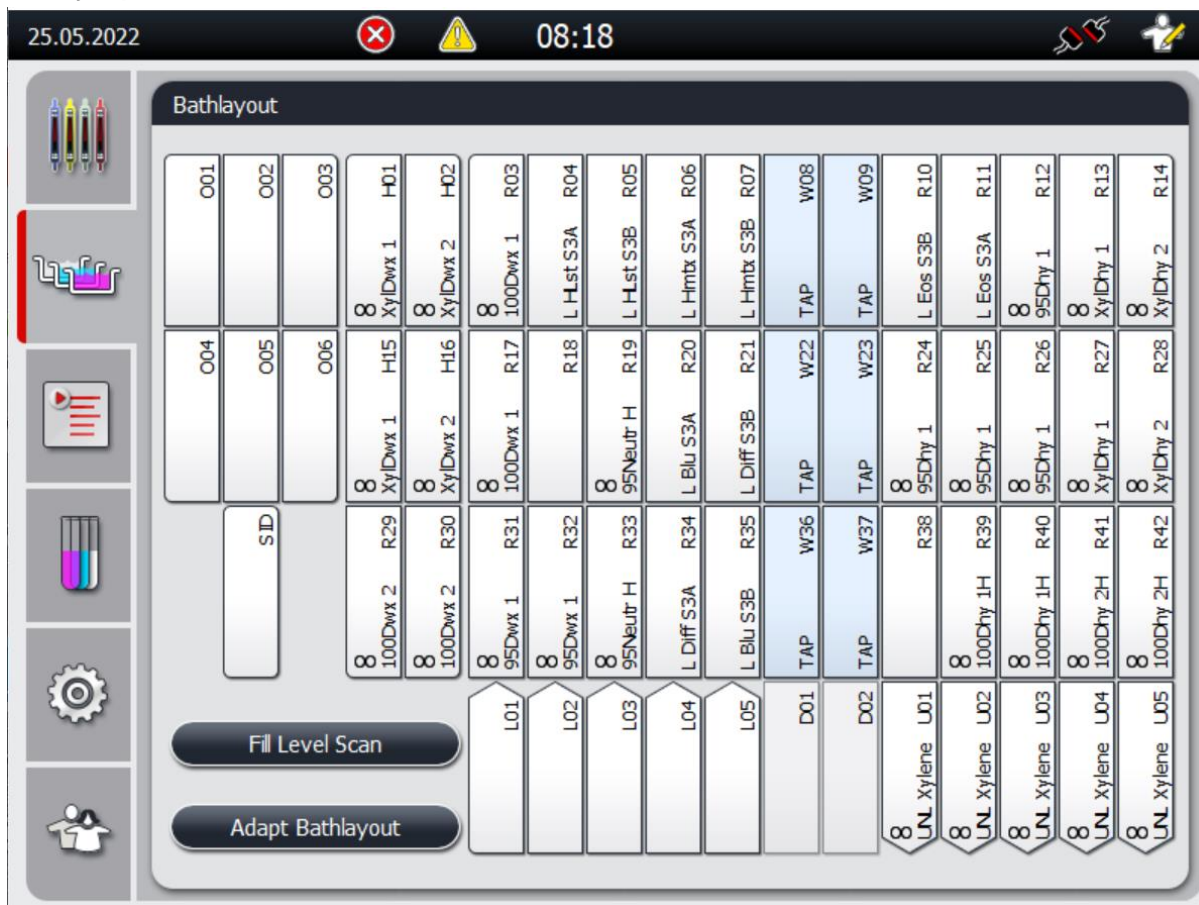 25.05.2022
08:18
Bathlayout
O01
O02
O03
H01
∞ XylDwx 1
H02
∞ XylDwx 2
R03
∞ 100Dwx 1
R04
L HLst S3A
R05
L HLst S3B
R06
L Hmtx S3A
R07
L Hmtx S3B
W08
TAP
W09
TAP
R10
L Eos S3B
R11
L Eos S3A
R12
∞ 95Dhy 1
R13
∞ XylDhy 1
R14
∞ XylDhy 2
O04
O05
O06
H15
∞ XylDwx 1
H16
∞ XylDwx 2
R17
∞ 100Dwx 1
R18
R19
∞ 95Neutr H
R20
L Blu S3A
R21
L Diff S3B
W22
TAP
W23
TAP
R24
∞ 95Dhy 1
R25
∞ 95Dhy 1
R26
∞ 95Dhy 1
R27
∞ XylDhy 1
R28
∞ XylDhy 2
SID
R29
∞ 100Dwx 2
R30
∞ 100Dwx 2
R31
∞ 95Dwx 1
R32
∞ 95Dwx 1
R33
∞ 95Neutr H
R34
L Diff S3A
R35
L Blu S3B
W36
TAP
W37
TAP
R38
R39
∞ 100Dhy 1H
R40
∞ 100Dhy 1H
R41
∞ 100Dhy 2H
R42
∞ 100Dhy 2H
Fill Level Scan
Adapt Bathlayout
L01
L02
L03
L04
L05
D01
D02
U01
∞ UNL Xylene
U02
∞ UNL Xylene
U03
∞ UNL Xylene
U04
∞ UNL Xylene
U05
∞ UNL Xylene